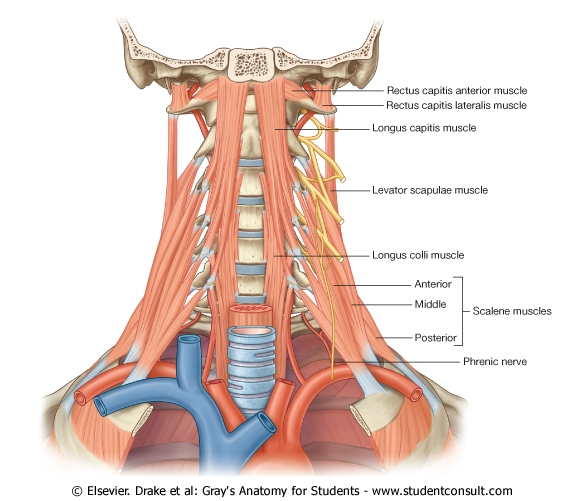 Rectus capitis anterior muscle
Rectus capitis lateralis muscle
Longus capitis muscle
Levator scapulae muscle
Longus colli muscle
Anterior
Middle
Scalene muscles
Posterior
Phrenic nerve
© Elsevier. Drake et al: Gray's Anatomy for Students - www.studentconsult.com